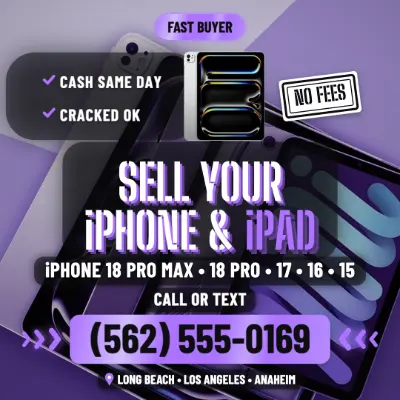 FAST BUYER
CASH SAME DAY
CRACKED OK
NO FEES
SELL YOUR
iPHONE & iPAD
iPHONE 18 PRO MAX • 18 PRO • 17 • 16 • 15
CALL OR TEXT
(562) 555-0169
LONG BEACH • LOS ANGELES • ANAHEIM